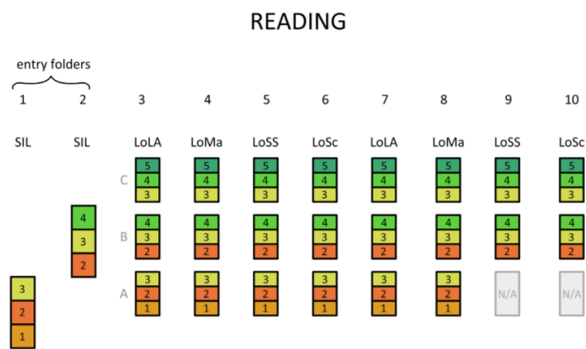 READING
entry folders
1 2 3 4 5 6 7 8 9 10
SIL SIL LoLA LoMa LoSS LoSc LoLA LoMa LoSS LoSc
5 5 5 5 5 5 5 5
C 4 4 4 4 4 4 4 4
3 3 3 3 3 3 3 3
4 4 4 4 4 4 4 4 4
3 B 3 3 3 3 3 3 3 3
2 2 2 2 2 2 2 2 2
3 3 3 3 3 3 3
A 2 2 2 2 2 2 N/A N/A
2 1 1 1 1 1 1
1